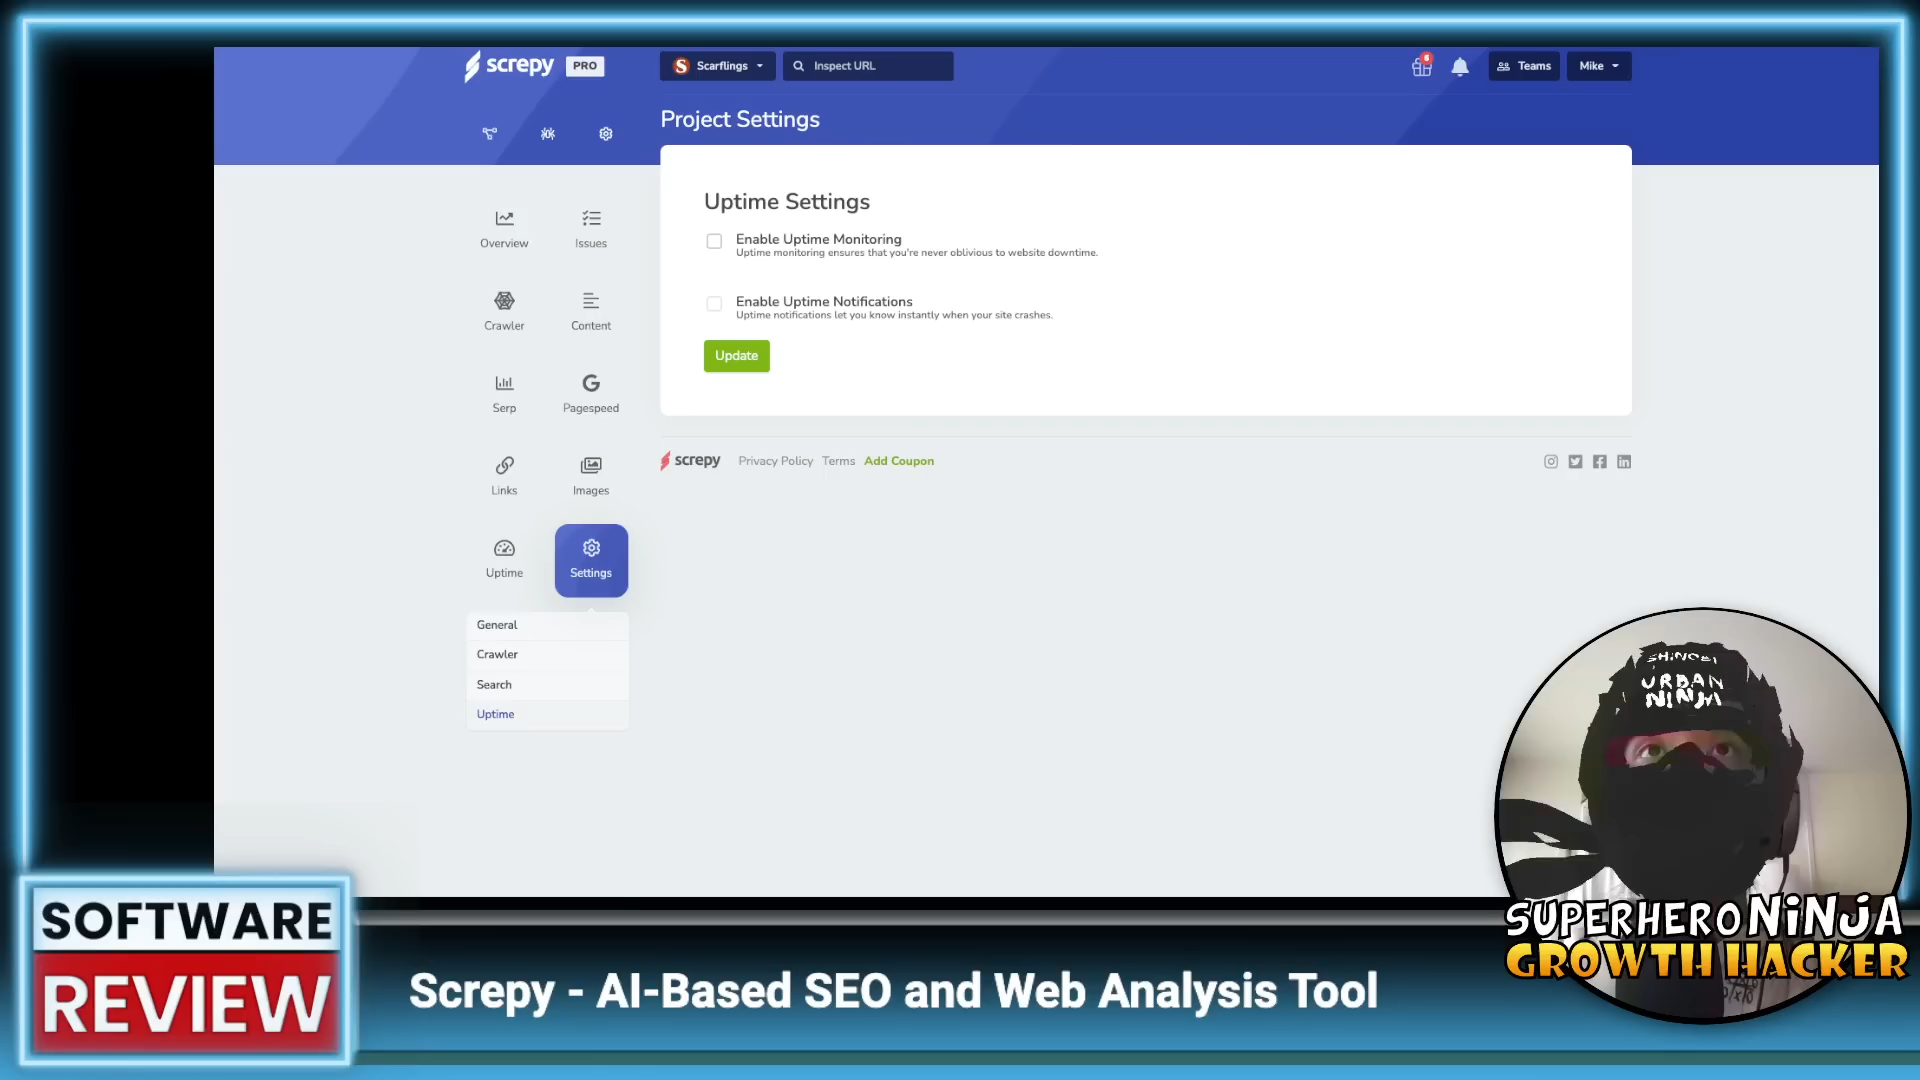 screpy PRO
Scarflings
Inspect URL
6
Teams
Mike
Project Settings
Uptime Settings
Enable Uptime Monitoring
Uptime monitoring ensures that you're never oblivious to website downtime.
Enable Uptime Notifications
Uptime notifications let you know instantly when your site crashes.
Update
Overview
Issues
Crawler
Content
Serp
Pagespeed
Links
Images
Uptime
Settings
General
Crawler
Search
Uptime
screpy
Privacy Policy
Terms
Add Coupon
SHINOBI
URBAN
NINJA
SUPERHERO NINJA
GROWTH HACKER
SOFTWARE
REVIEW
Screpy - AI-Based SEO and Web Analysis Tool